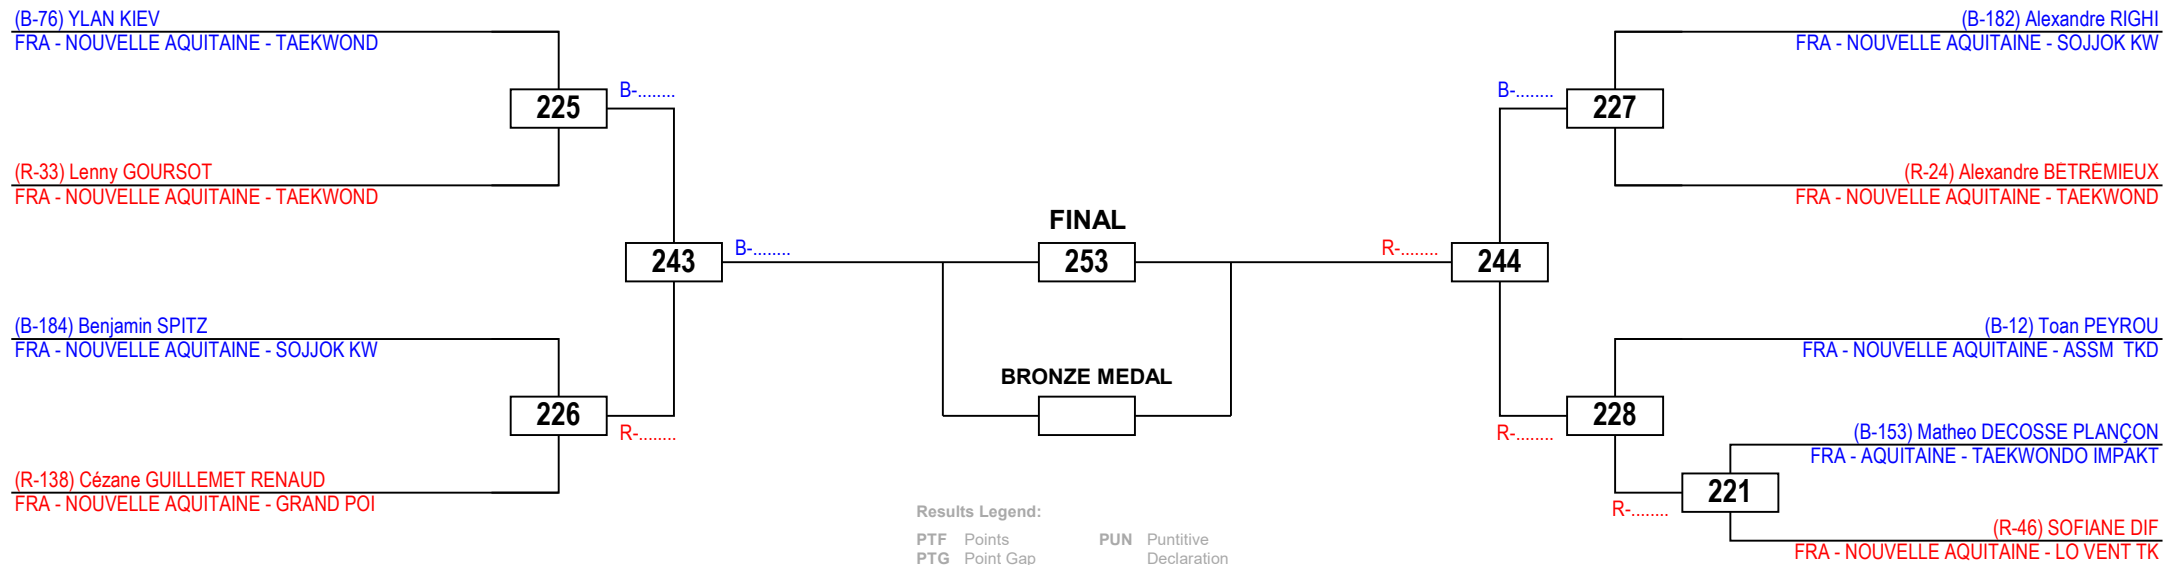 (B-76) YLAN KIEV
FRA - NOUVELLE AQUITAINE - TAEKWOND
225
B-........
(R-33) Lenny GOURSOT
FRA - NOUVELLE AQUITAINE - TAEKWOND
243
B-........
(B-184) Benjamin SPITZ
FRA - NOUVELLE AQUITAINE - SOJJOK KW
226
R-........
(R-138) Cézane GUILLEMET RENAUD
FRA - NOUVELLE AQUITAINE - GRAND POI
FINAL
253
BRONZE MEDAL
(B-182) Alexandre RIGHI
FRA - NOUVELLE AQUITAINE - SOJJOK KW
B-........
227
(R-24) Alexandre BÉTRÉMIEUX
FRA - NOUVELLE AQUITAINE - TAEKWOND
R-........
244
(B-12) Toan PEYROU
FRA - NOUVELLE AQUITAINE - ASSM  TKD
228
R-........
(B-153) Matheo DECOSSE PLANÇON
FRA - AQUITAINE - TAEKWONDO IMPAKT
221
R-........
(R-46) SOFIANE DIF
FRA - NOUVELLE AQUITAINE - LO VENT TK
Results Legend:
PTF Points PUN Puntitive
PTG Point Gap Declaration